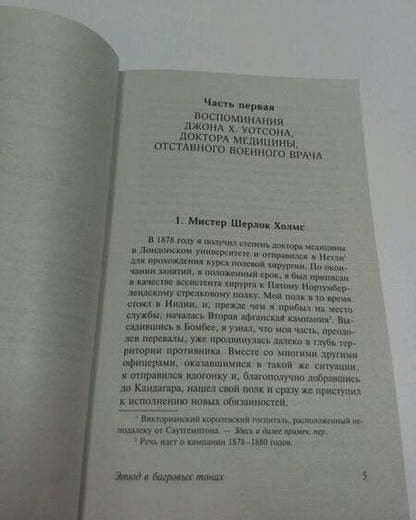 Часть первая
ВОСПОМИНАНИЯ
ДЖОНА Х. УОТСОНА,
ДОКТОРА МЕДИЦИНЫ,
ОТСТАВНОГО ВОЕННОГО ВРАЧА
1. Мистер Шерлок Холмс
В 1878 году я получил степень доктора медицины
в Лондонском университете и отправился в Нетли¹
для прохождения курса полевой хирургии. По окон-
чании занятий, в положенный срок, я был приписан
в качестве ассистента хирурга к Пятому Нортумбер-
лендскому стрелковому полку. Мой полк в то время
стоял в Индии, и, прежде чем я прибыл на место
службы, началась Вторая афганская кампания². Вы-
садившись в Бомбее, я узнал, что моя часть, преодо-
лев перевалы, уже продвинулась далеко в глубь тер-
ритории противника. Вместе со многими другими
офицерами, оказавшимися в такой же ситуации,
я отправился вдогонку и, благополучно добравшись
до Кандагара, нашел свой полк и сразу же приступил
к исполнению новых обязанностей.
¹ Викторианский королевский госпиталь, расположенный не-
подалеку от Саутгемптона. — Здесь и далее примеч. пер.
² Речь идет о кампании 1878–1880 годов.
Этюд в багровых тонах 5